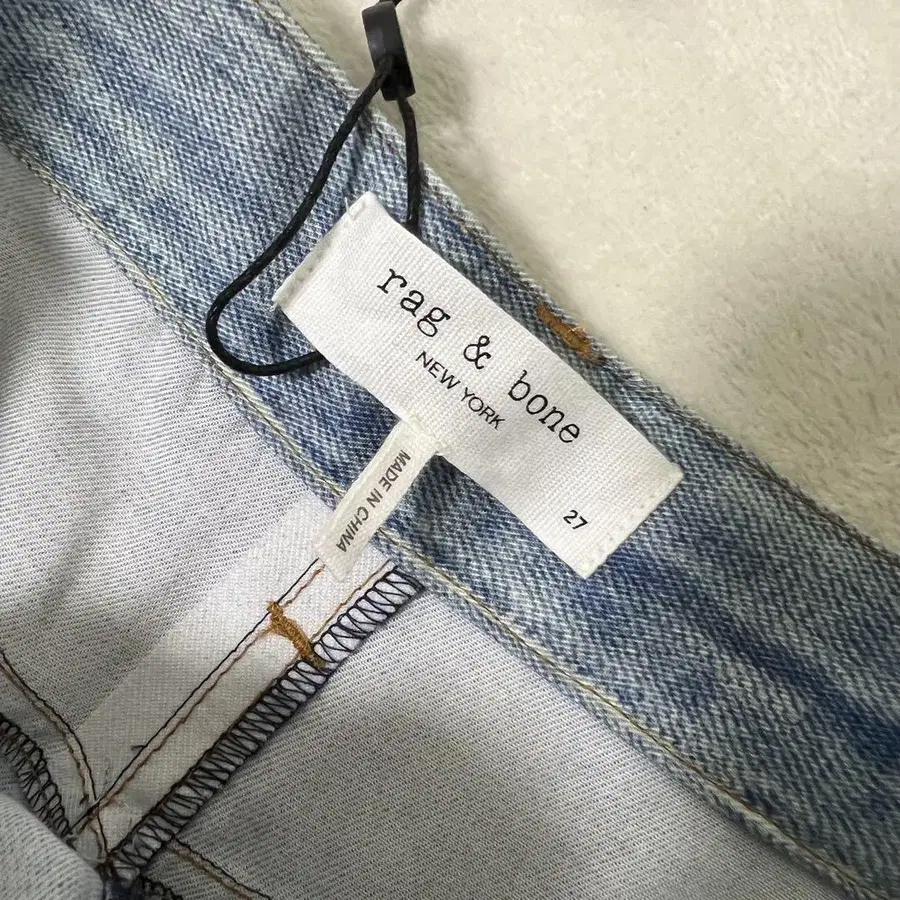 rag & bone
NEW YORK
27
MADE IN CHINA